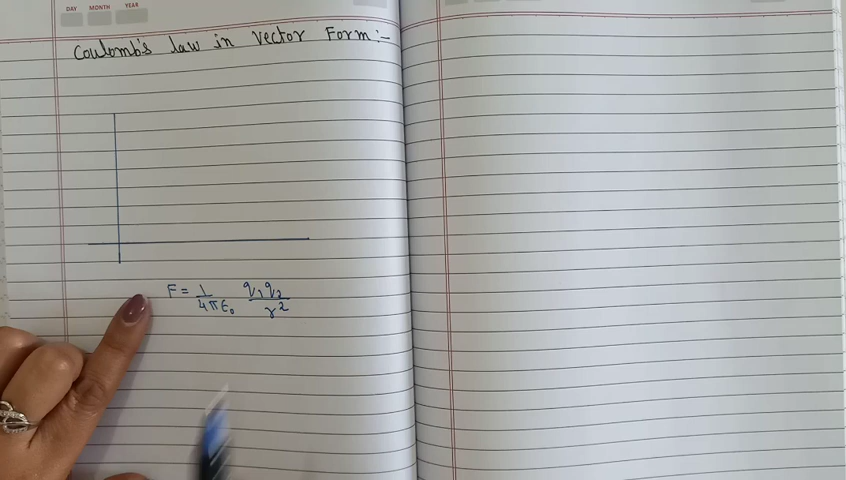 DAY MONTH YEAR
Coulomb's law in vector Form :-
F = 1/4πε₀ q₁q₂/r²